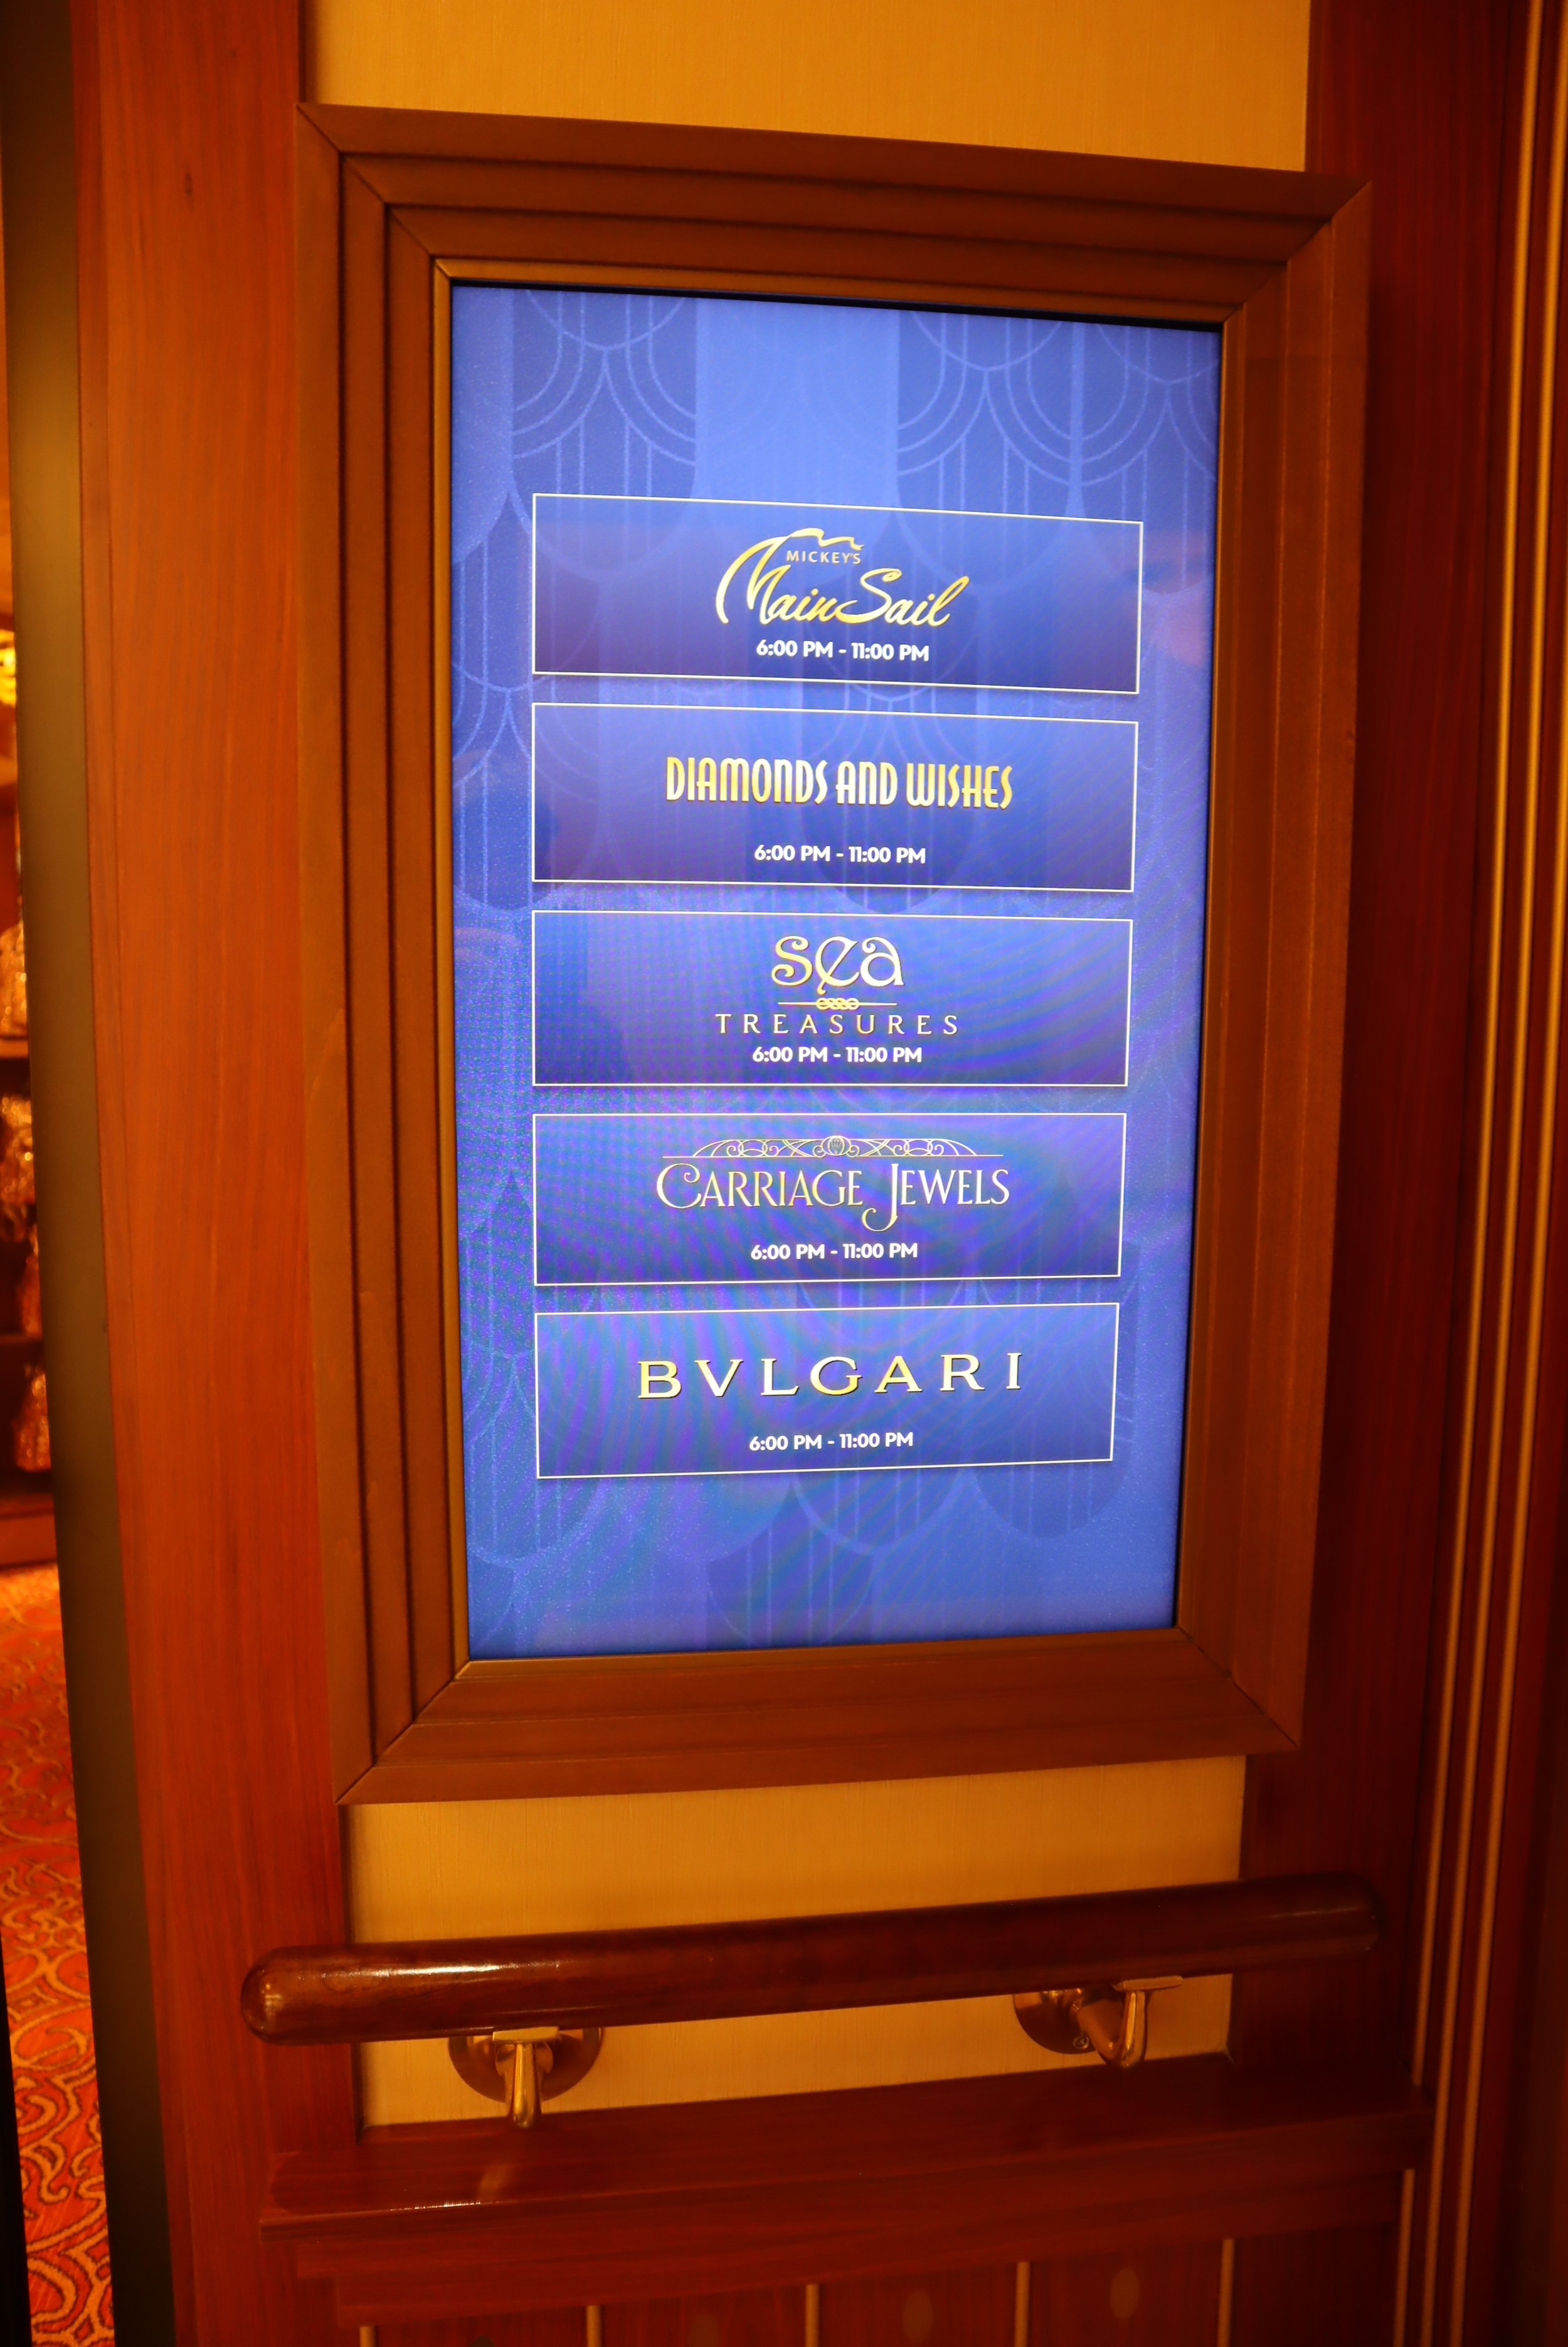 MICKEY'S
MainSail
6:00 PM - 11:00 PM
DIAMONDS AND WISHES
6:00 PM - 11:00 PM
sea
TREASURES
6:00 PM - 11:00 PM
CARRIAGE JEWELS
6:00 PM - 11:00 PM
BVLGARI
6:00 PM - 11:00 PM